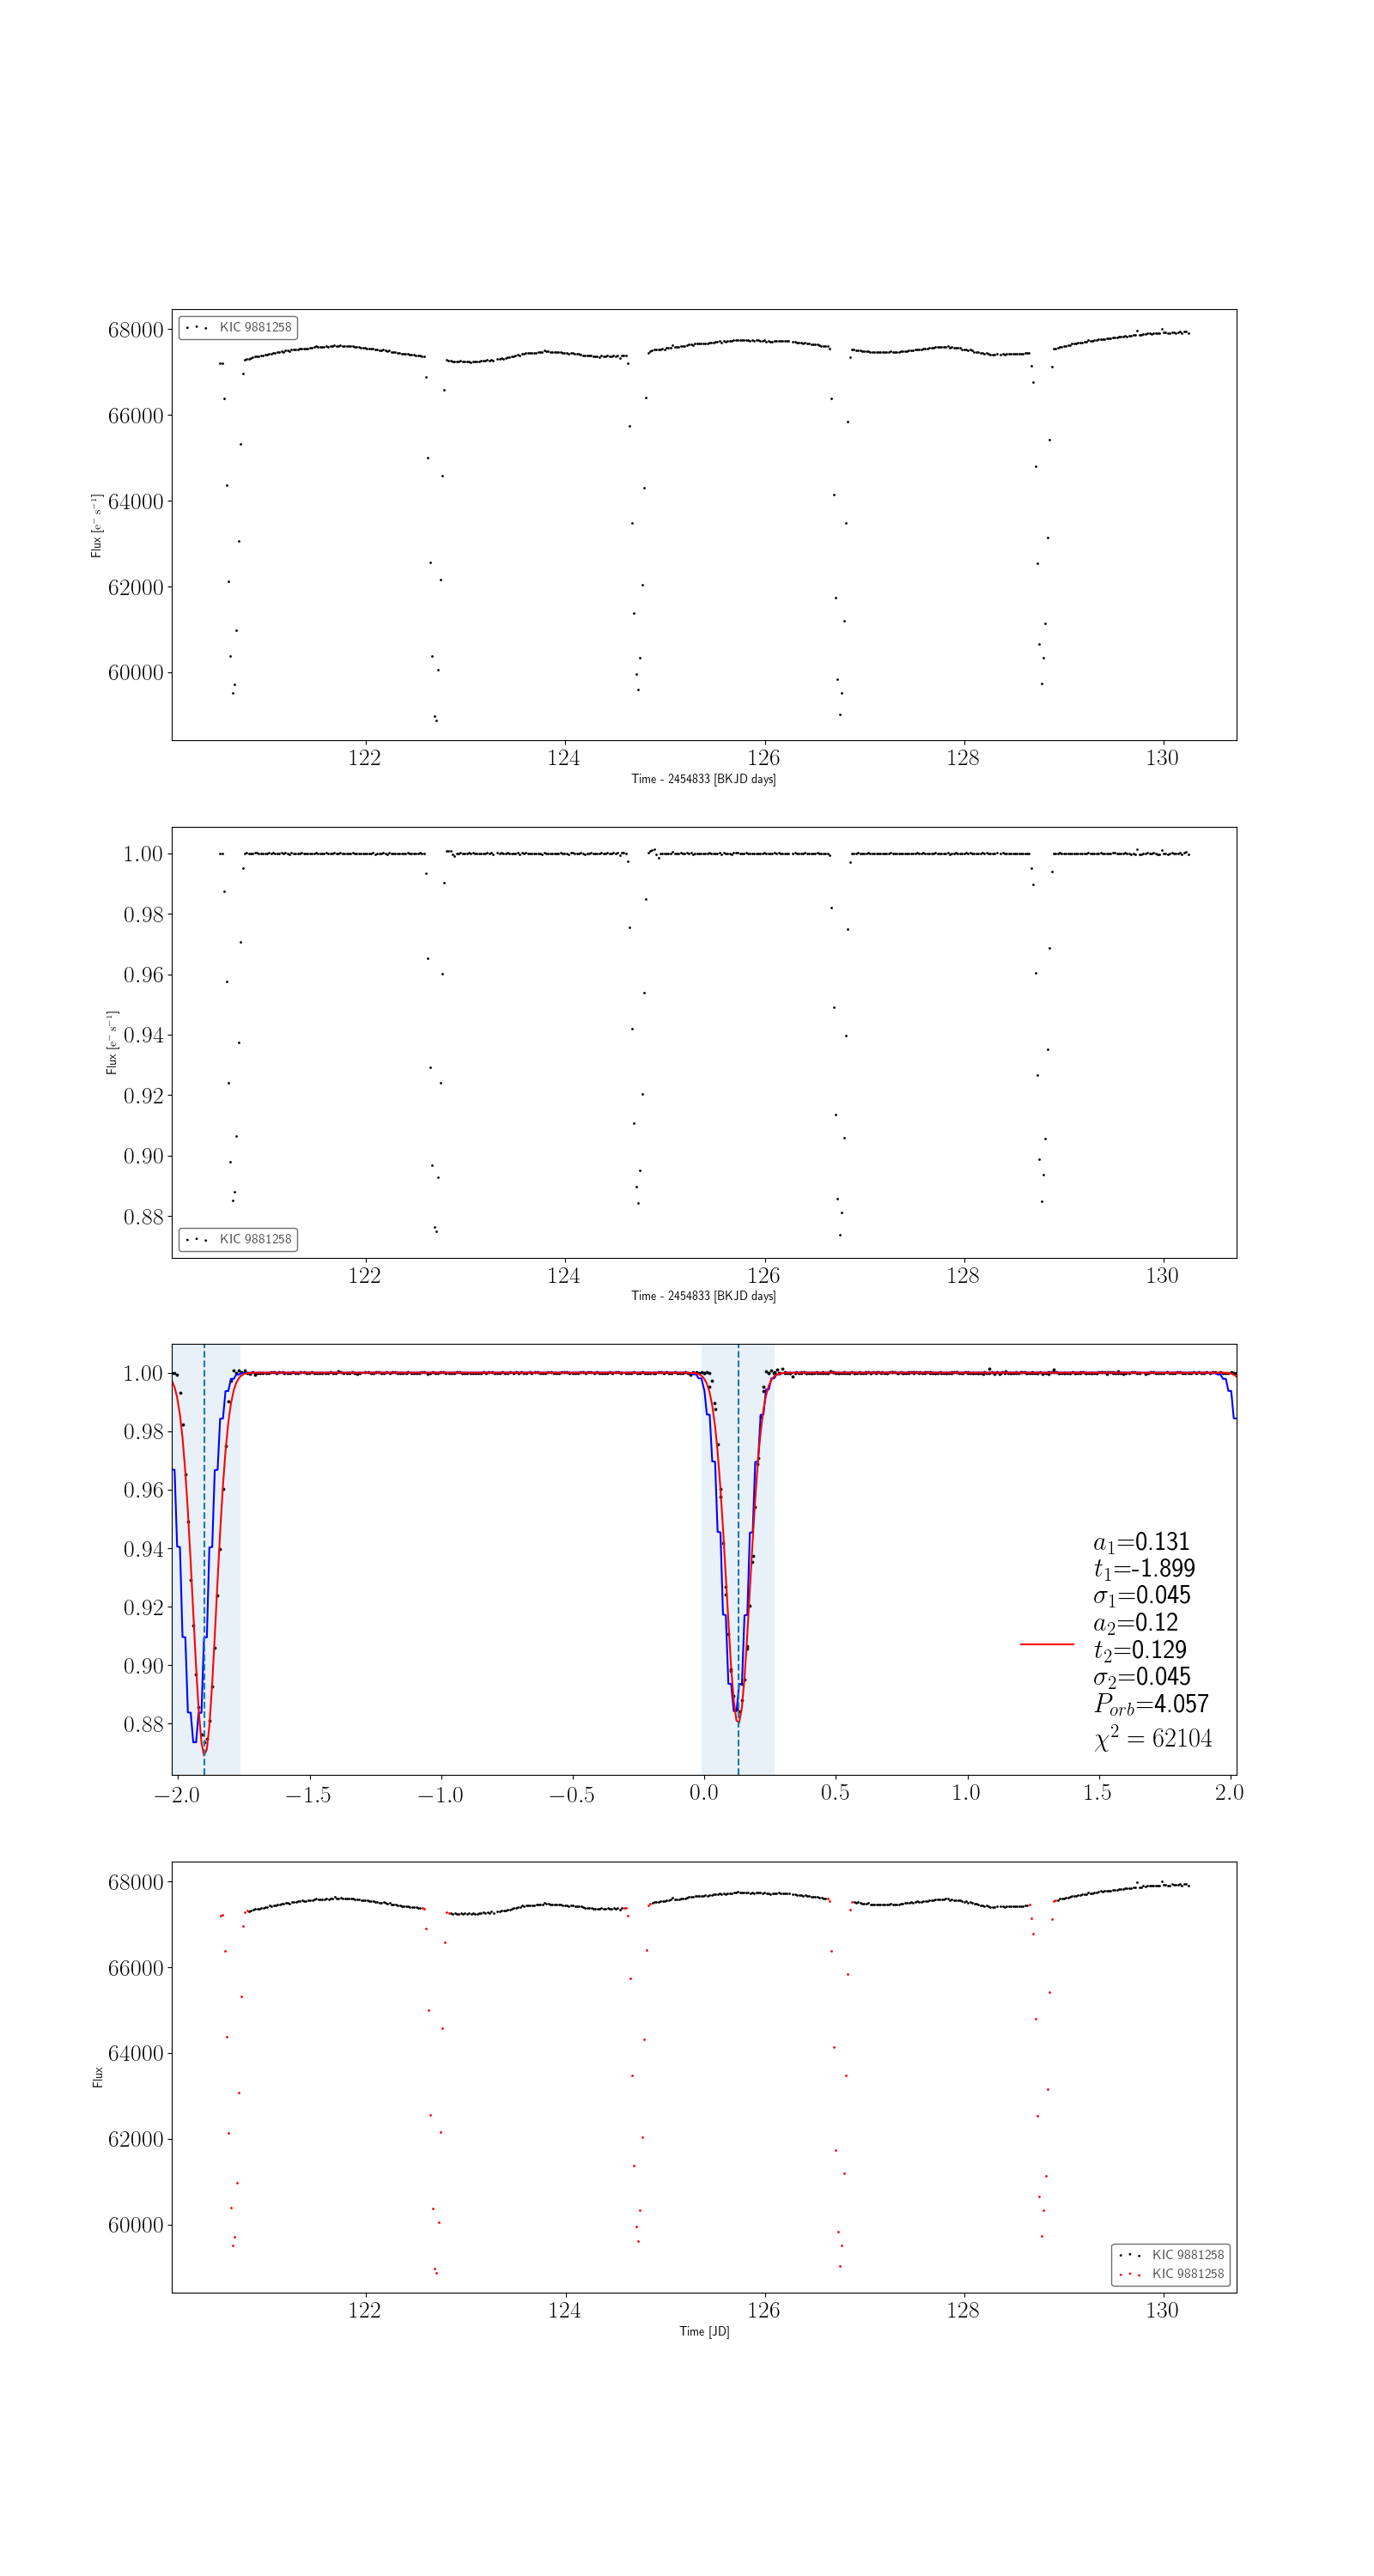 68000
66000
64000
62000
60000
Flux [e⁻ s⁻¹]
KIC 9881258
122 124 126 128 130
Time - 2454833 [BKJD days]
1.00
0.98
0.96
0.94
0.92
0.90
0.88
Flux [e⁻ s⁻¹]
KIC 9881258
122 124 126 128 130
Time - 2454833 [BKJD days]
1.00
0.98
0.96
0.94
0.92
0.90
0.88
a₁=0.131
t₁=-1.899
σ₁=0.045
a₂=0.12
t₂=0.129
σ₂=0.045
P_orb=4.057
χ² = 62104
−2.0 −1.5 −1.0 −0.5 0.0 0.5 1.0 1.5 2.0
68000
66000
64000
62000
60000
Flux
KIC 9881258
KIC 9881258
122 124 126 128 130
Time [JD]